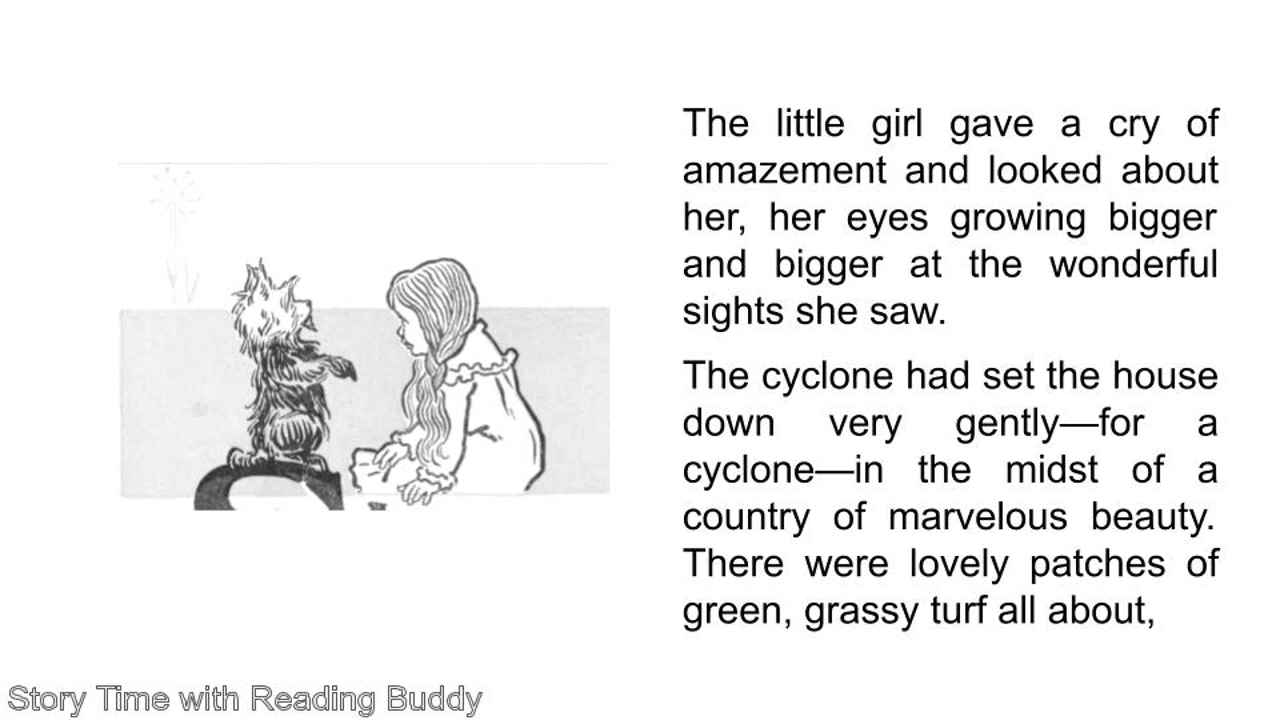 The little girl gave a cry of
amazement and looked about
her, her eyes growing bigger
and bigger at the wonderful
sights she saw.
The cyclone had set the house
down very gently—for a
cyclone—in the midst of a
country of marvelous beauty.
There were lovely patches of
green, grassy turf all about,
Story Time with Reading Buddy